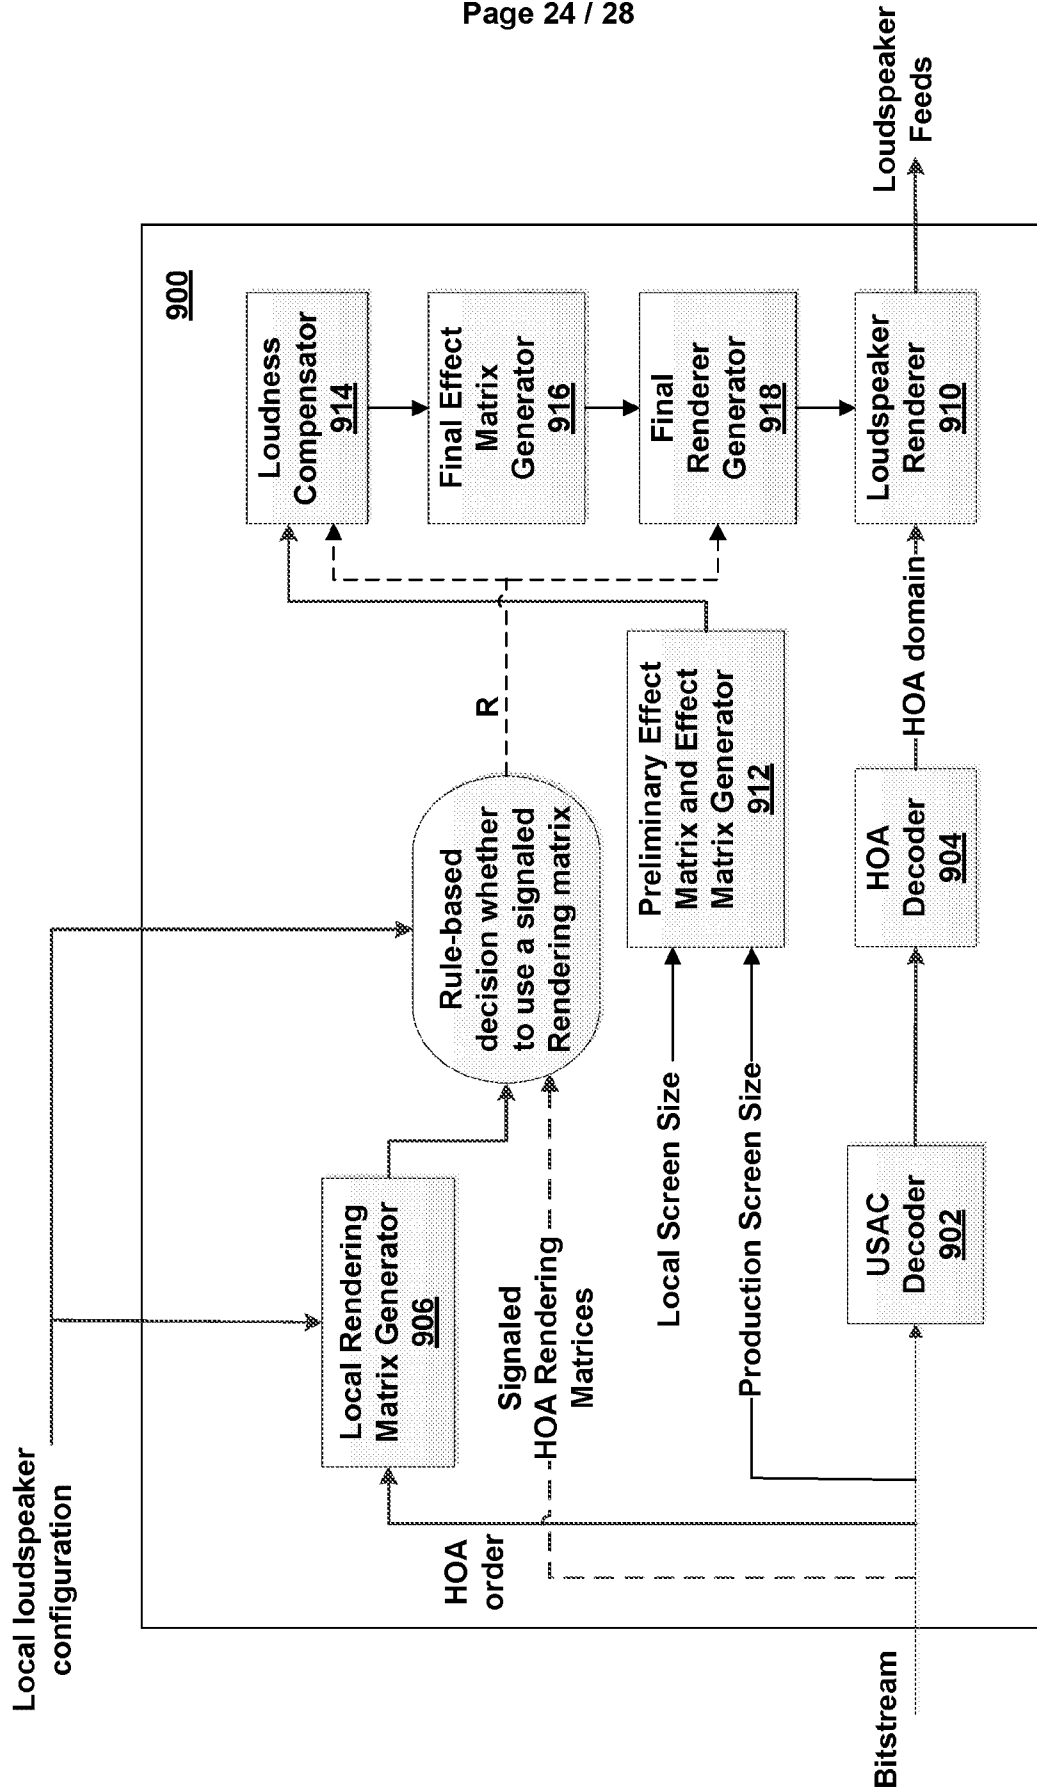 Page 24 / 28
Local loudspeaker
configuration
900
Local Rendering
Matrix Generator
906
HOA
order
Signaled
HOA Rendering
Matrices
Rule-based
decision whether
to use a signaled
Rendering matrix
R
Loudness
Compensator
914
Final Effect
Matrix
Generator
916
Final
Renderer
Generator
918
Local Screen Size
Production Screen Size
Preliminary Effect
Matrix and Effect
Matrix Generator
912
Bitstream
USAC
Decoder
902
HOA
Decoder
904
HOA domain
Loudspeaker
Renderer
910
Loudspeaker
Feeds